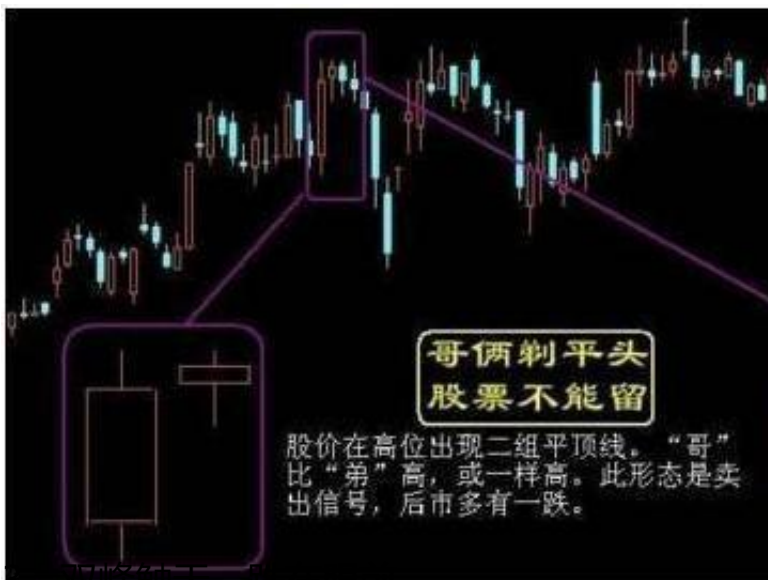 哥俩剃平头
股票不能留
股价在高位出现二组平顶线。“哥”
比“弟”高，或一样高。此形态是卖
出信号，后市多有一跌。